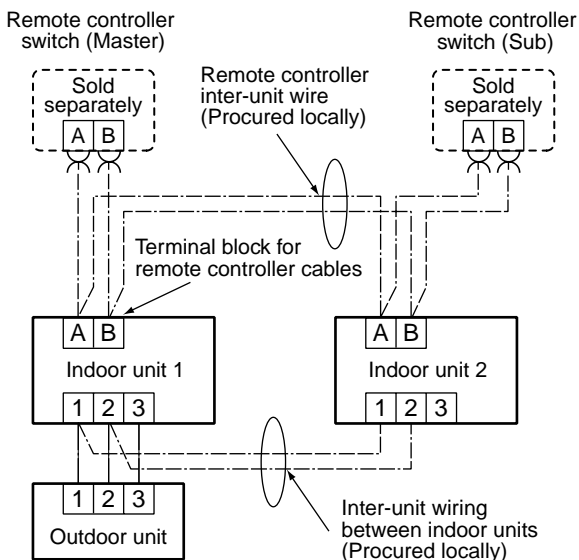 Remote controller
switch (Master)
Remote controller
switch (Sub)
Sold
separately
A B
Remote controller
inter-unit wire
(Procured locally)
Sold
separately
A B
Terminal block for
remote controller cables
A B
Indoor unit 1
1 2 3
A B
Indoor unit 2
1 2 3
1 2 3
Outdoor unit
Inter-unit wiring
between indoor units
(Procured locally)